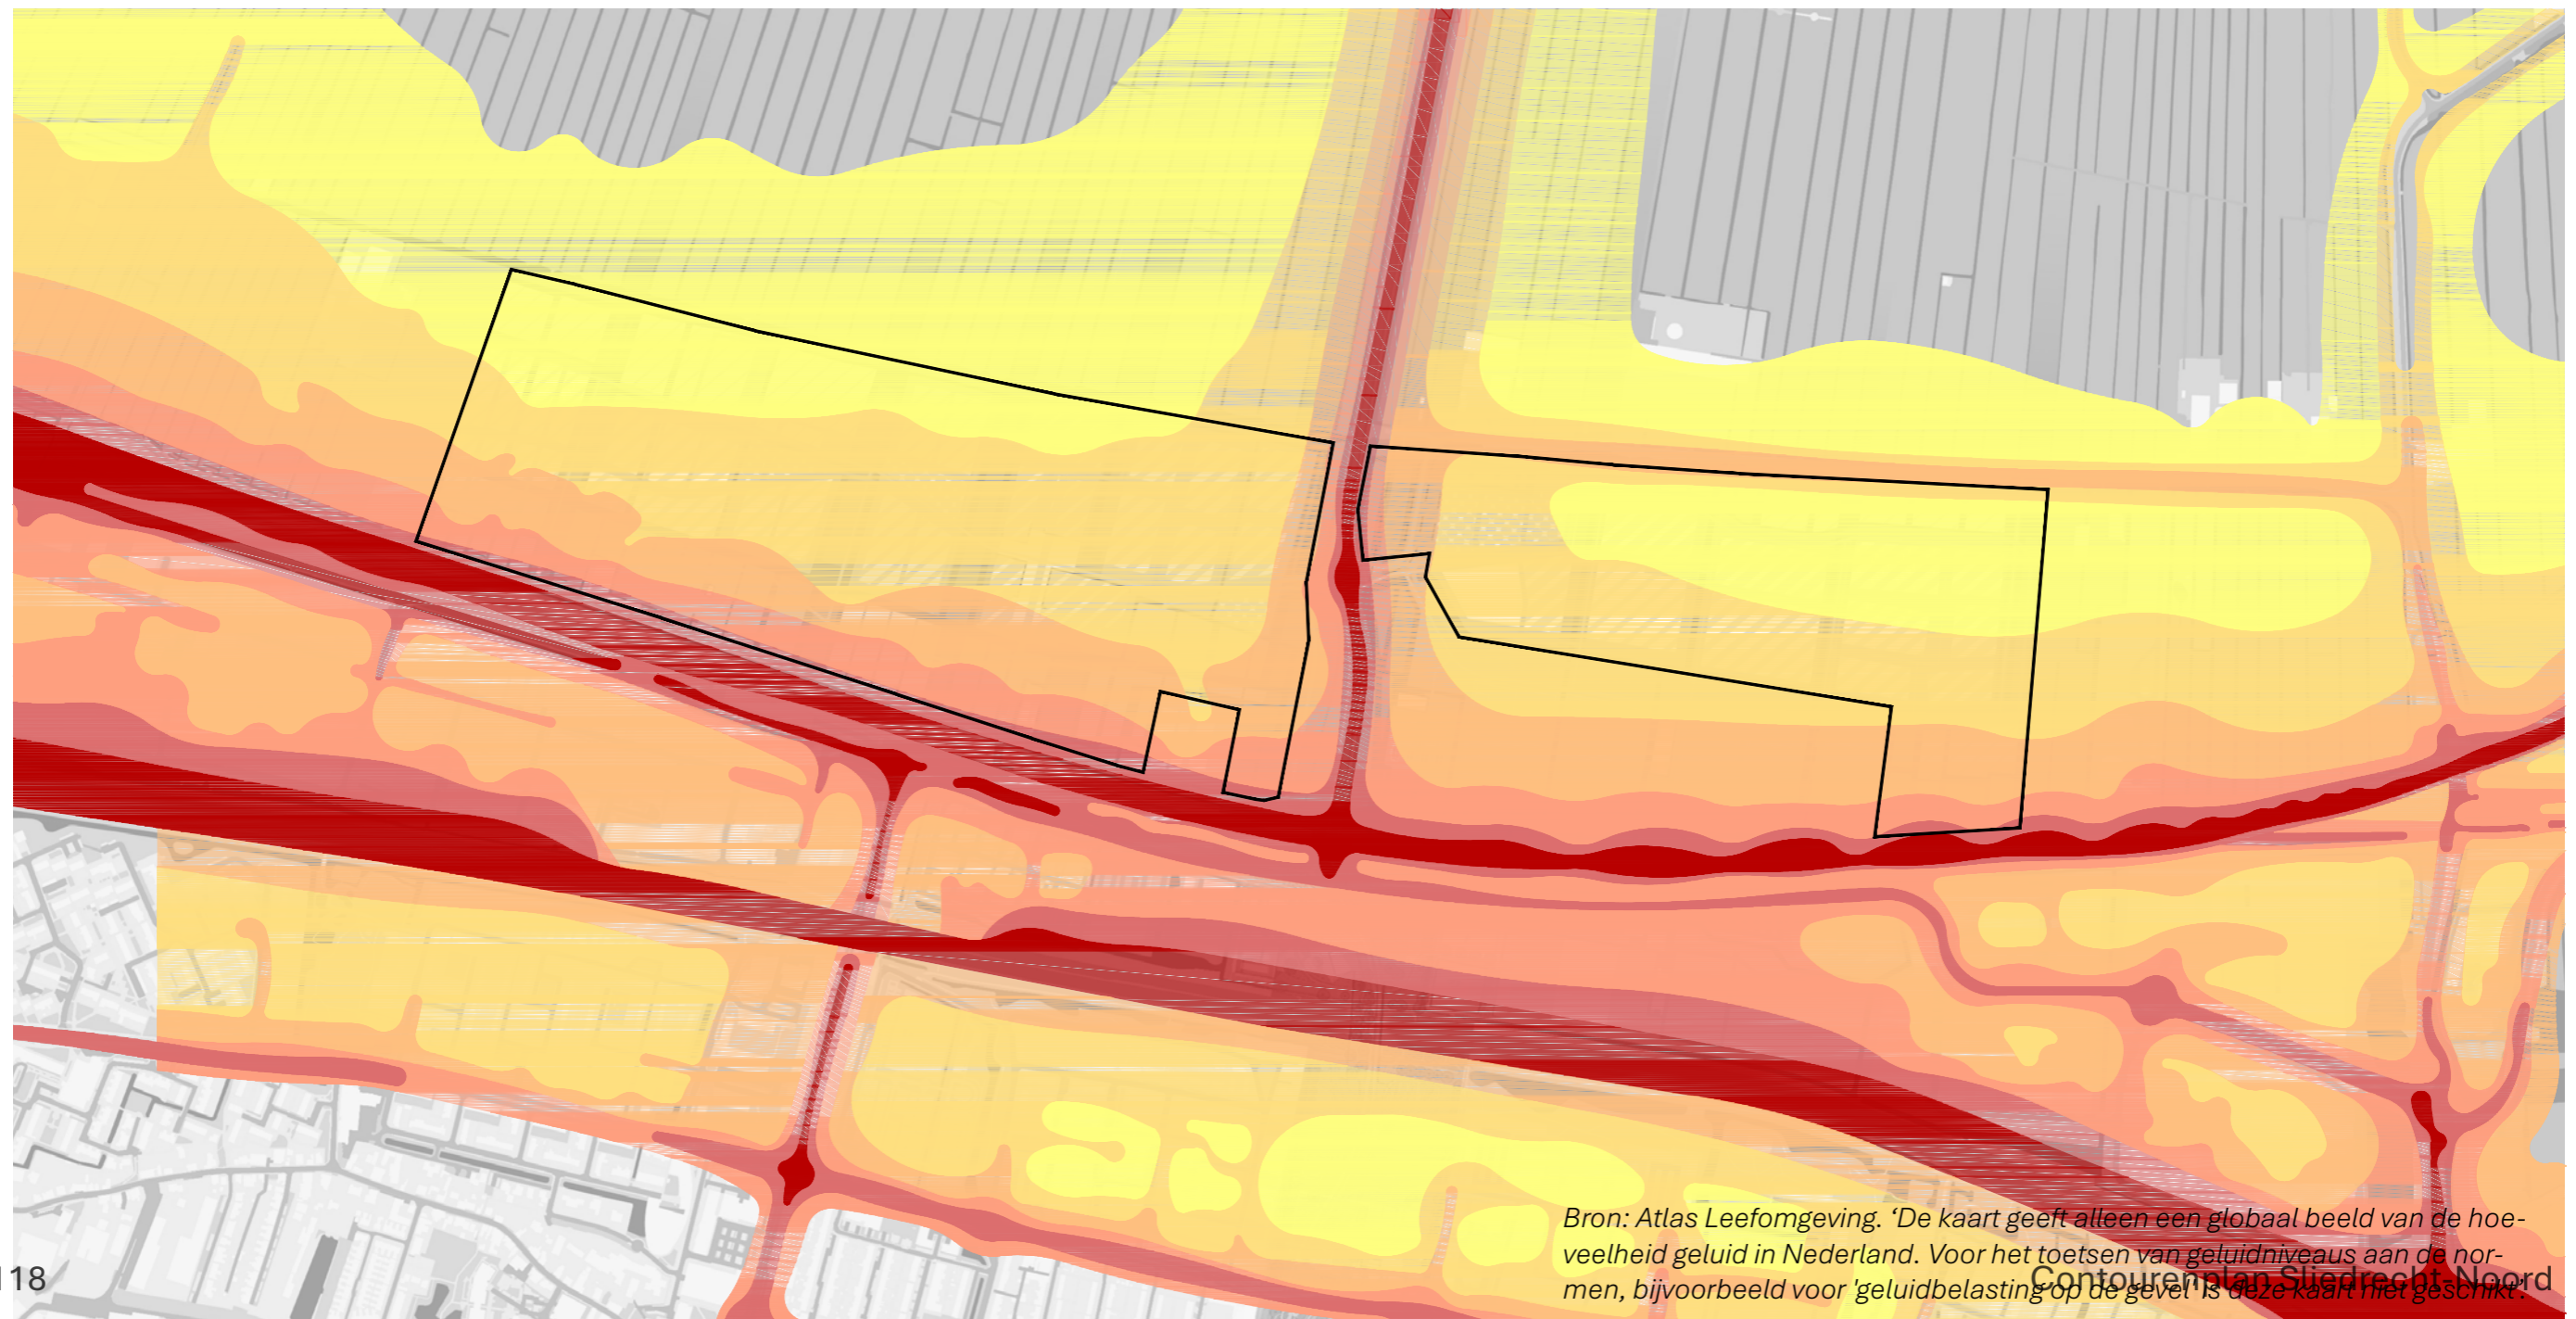 Bron: Atlas Leefomgeving. ‘De kaart geeft alleen een globaal beeld van de hoe-
veelheid geluid in Nederland. Voor het toetsen van geluidniveaus aan de nor-
men, bijvoorbeeld voor 'geluidbelasting op de gevel' is deze kaart niet geschikt.’
118
Contourenplan Sliedrecht-Noord